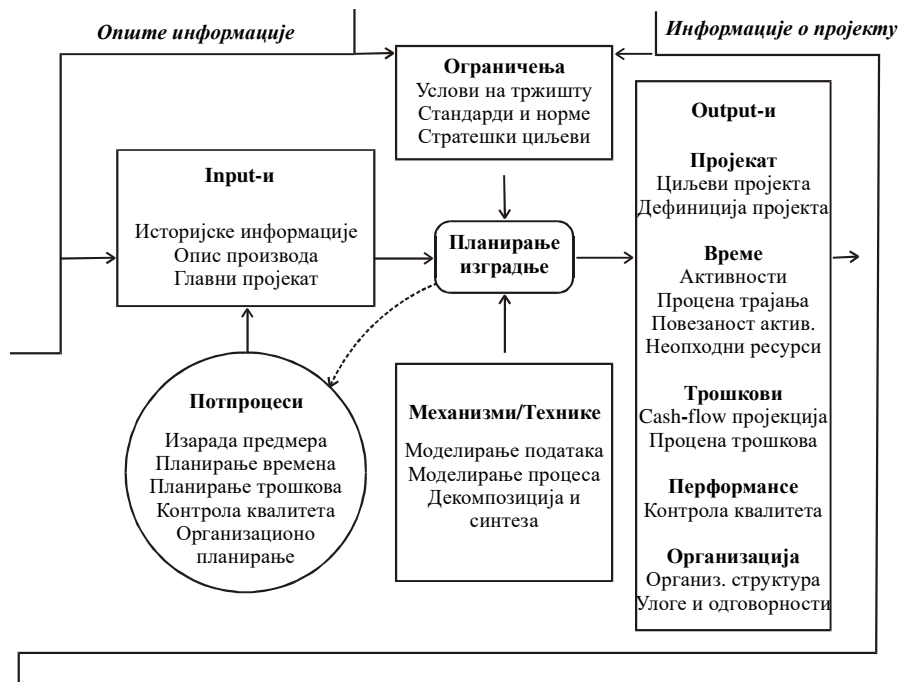 Опште информације
Информације о пројекту
Ограничења
Услови на тржишту
Стандарди и норме
Стратешки циљеви
Input-и
Историјске информације
Опис производа
Главни пројекат
Планирање
изградње
Output-и
Пројекат
Циљеви пројекта
Дефиниција пројекта
Време
Активности
Процена трајања
Повезаност актив.
Неопходни ресурси
Трошкови
Cash-flow пројекција
Процена трошкова
Перформансе
Контрола квалитета
Организација
Организ. структура
Улоге и одговорности
Потпроцеси
Изарада предмера
Планирање времена
Планирање трошкова
Контрола квалитета
Организационо
планирање
Механизми/Технике
Моделирање података
Моделирање процеса
Декомпозиција и
синтеза